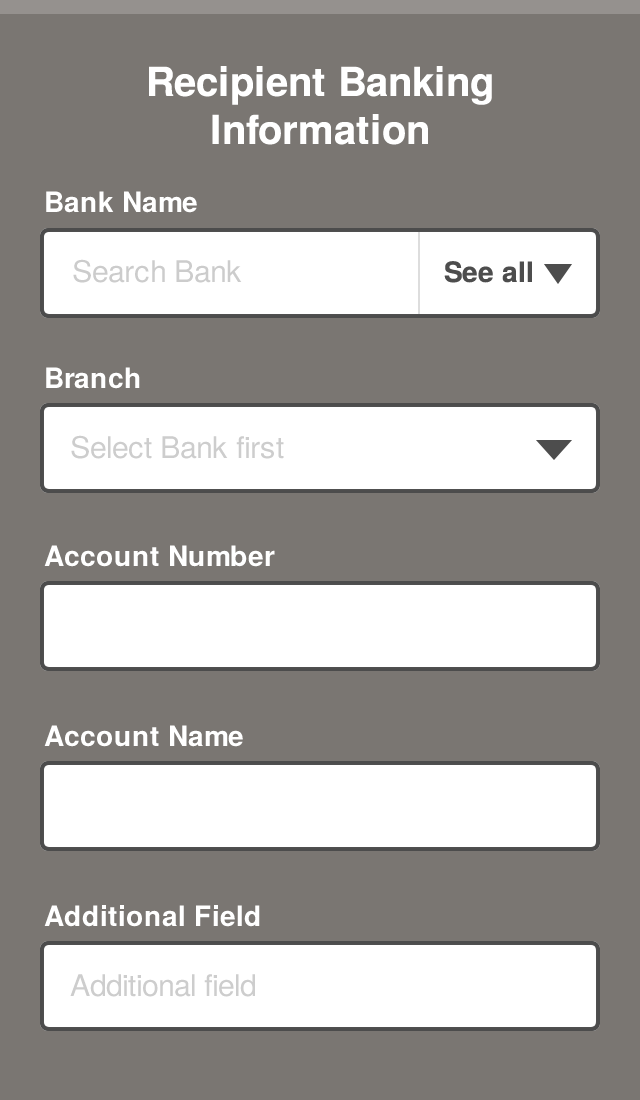 Recipient Banking
Information
Bank Name
Search Bank
See all
Branch
Select Bank first
Account Number
Account Name
Additional Field
Additional field